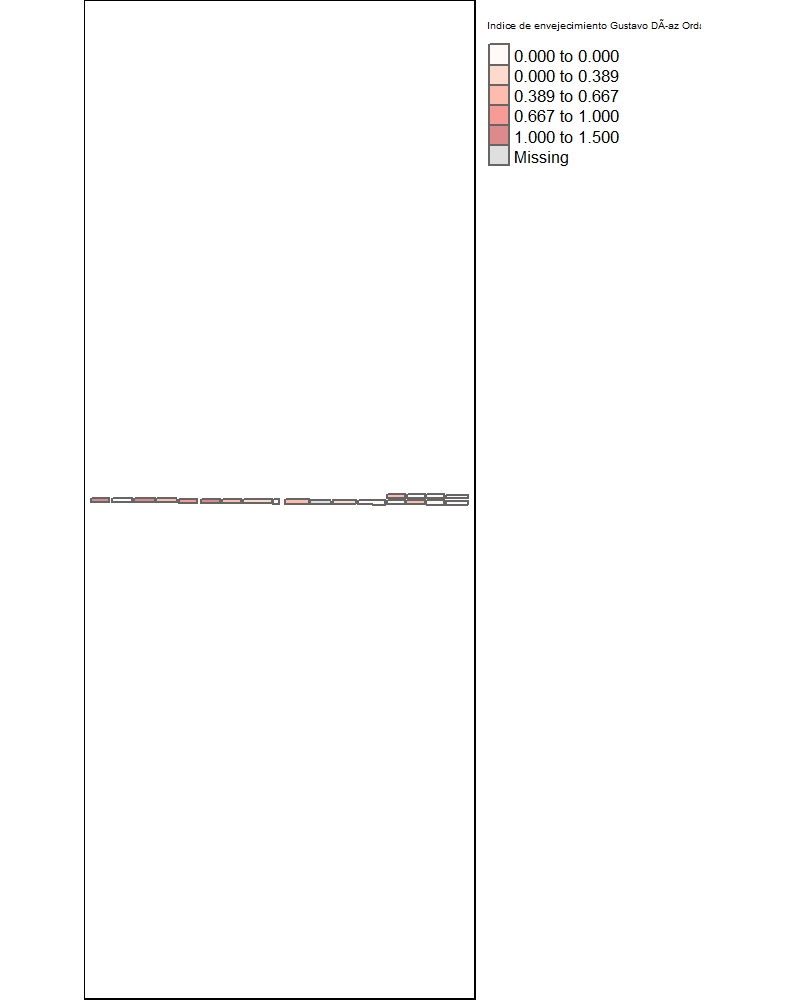 Indice de envejecimiento Gustavo DÃ-az Ord
0.000 to 0.000
0.000 to 0.389
0.389 to 0.667
0.667 to 1.000
1.000 to 1.500
Missing